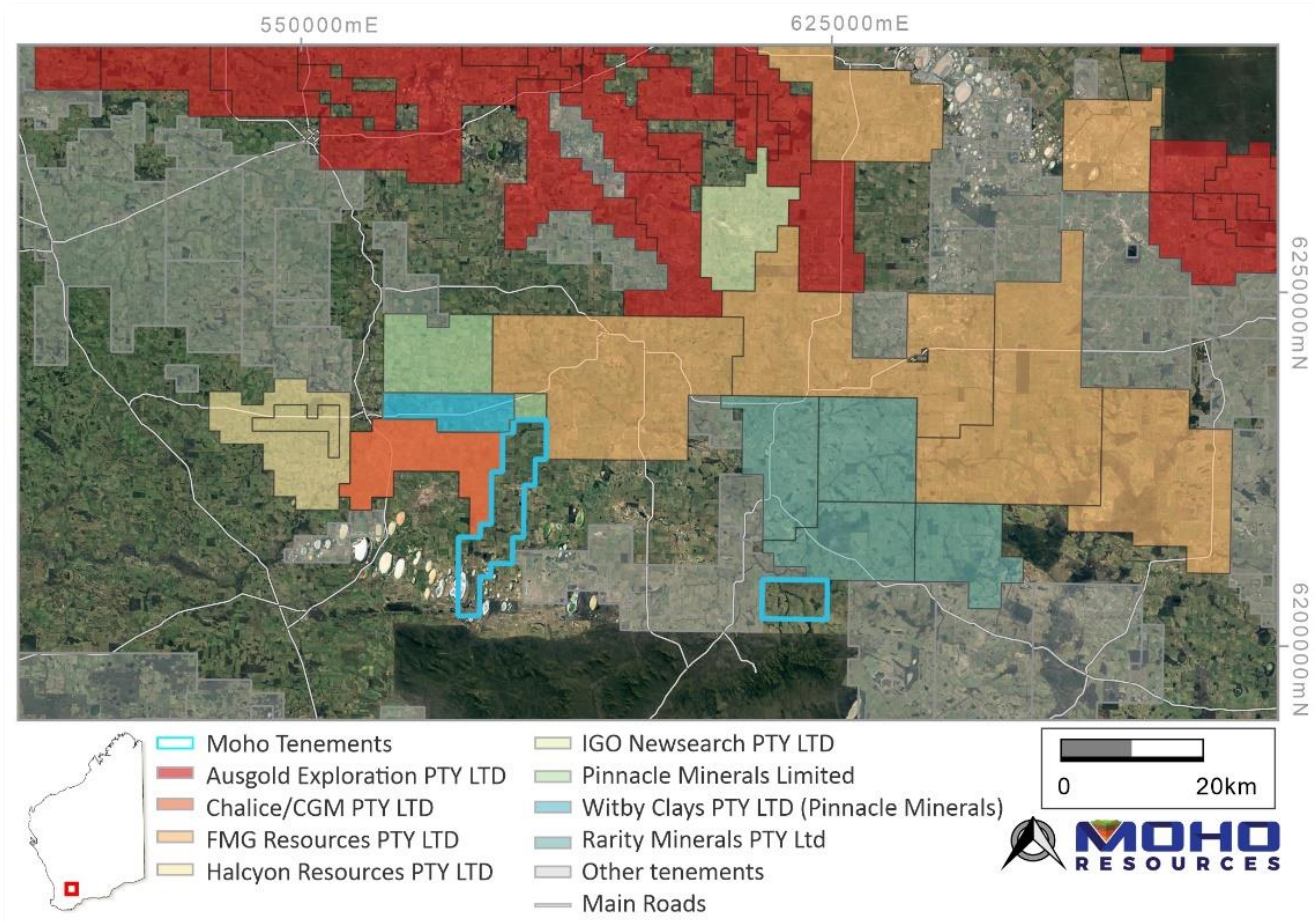 550000mE
625000mE
6250000mN
6200000mN
Moho Tenements
Ausgold Exploration PTY LTD
Chalice/CGM PTY LTD
FMG Resources PTY LTD
Halcyon Resources PTY LTD
IGO Newsearch PTY LTD
Pinnacle Minerals Limited
Witby Clays PTY LTD (Pinnacle Minerals)
Rarity Minerals PTY Ltd
Other tenements
Main Roads
0 20km
MOHO
RESOURCES